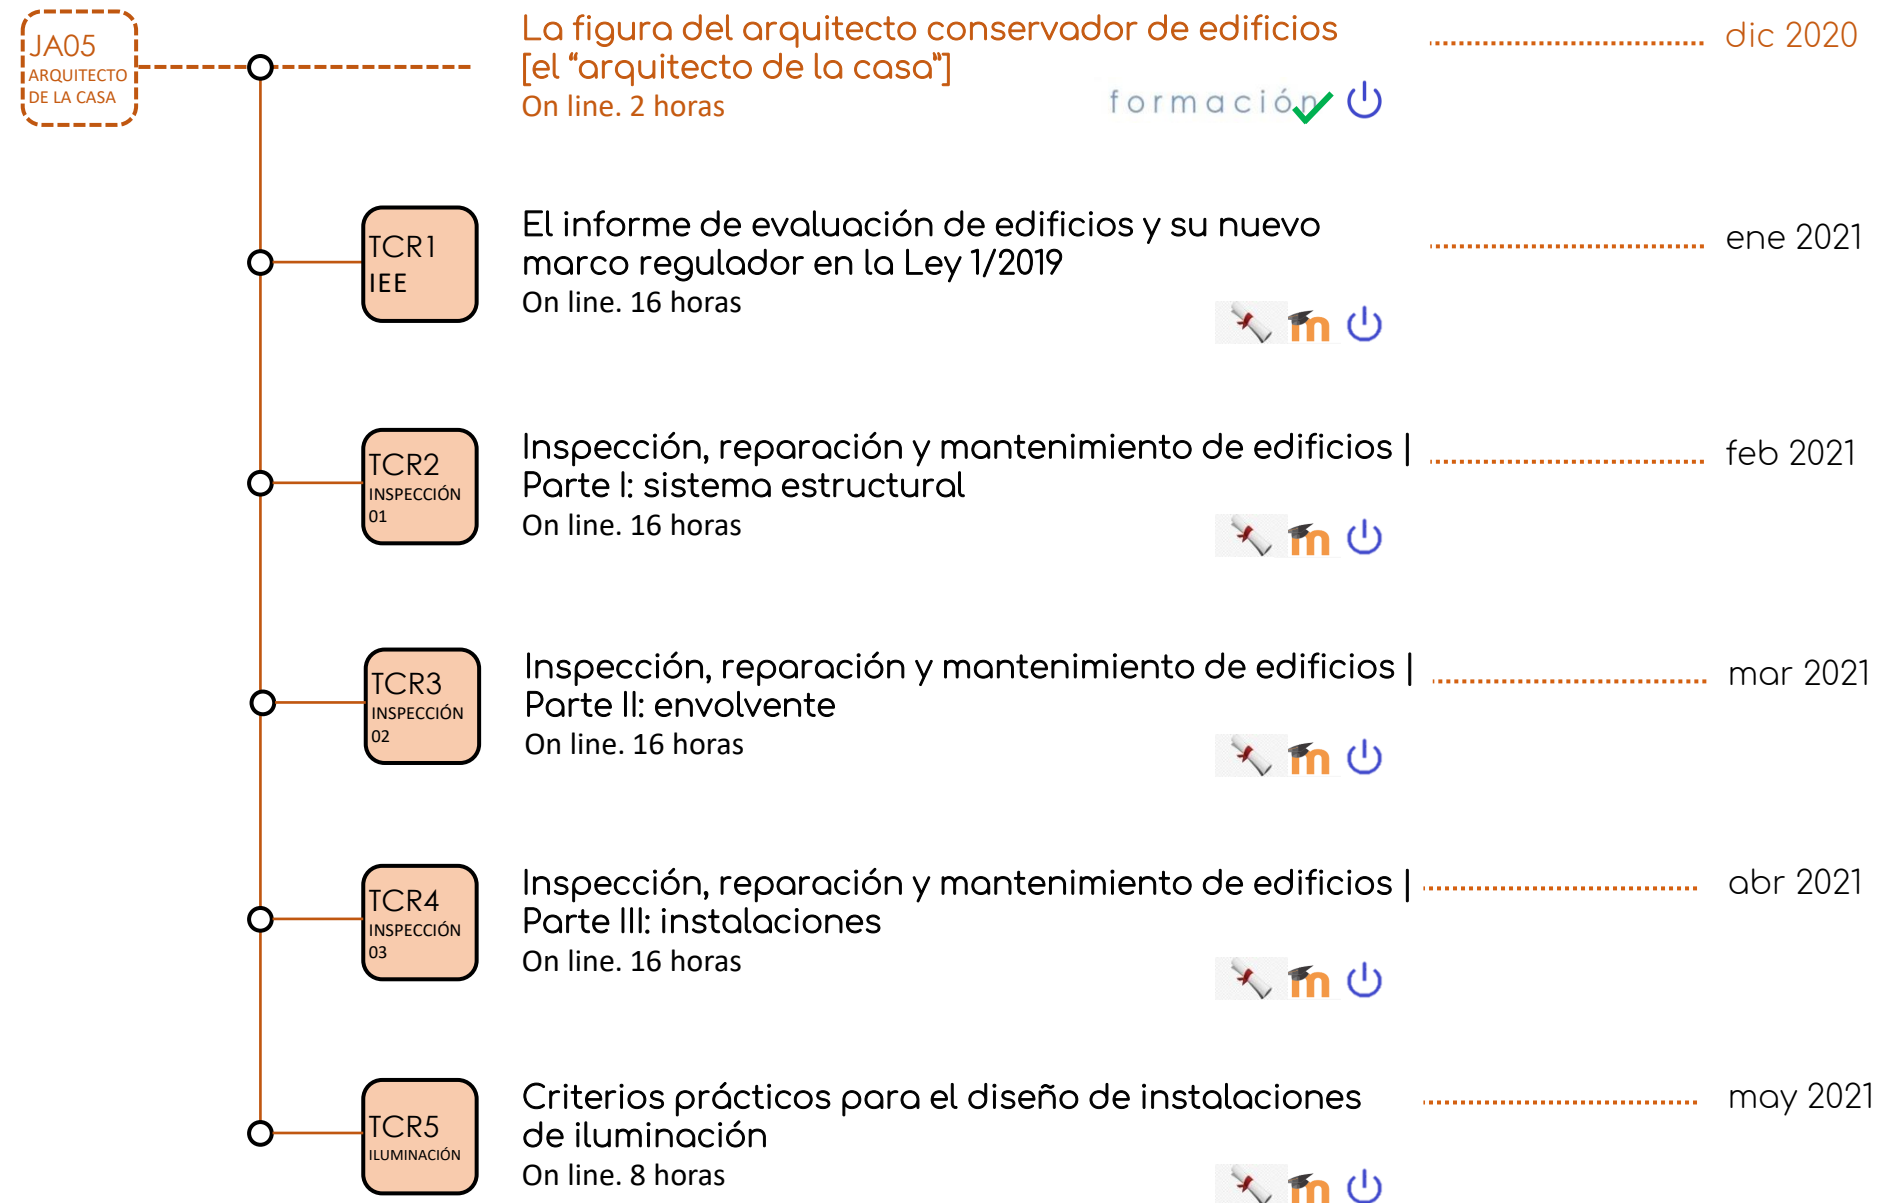 JA05
ARQUITECTO
DE LA CASA
La figura del arquitecto conservador de edificios
[el “arquitecto de la casa”]
On line. 2 horas
formación
dic 2020
TCR1
IEE
El informe de evaluación de edificios y su nuevo
marco regulador en la Ley 1/2019
On line. 16 horas
ene 2021
TCR2
INSPECCIÓN
01
Inspección, reparación y mantenimiento de edificios |
Parte I: sistema estructural
On line. 16 horas
feb 2021
TCR3
INSPECCIÓN
02
Inspección, reparación y mantenimiento de edificios |
Parte II: envolvente
On line. 16 horas
mar 2021
TCR4
INSPECCIÓN
03
Inspección, reparación y mantenimiento de edificios |
Parte III: instalaciones
On line. 16 horas
abr 2021
TCR5
ILUMINACIÓN
Criterios prácticos para el diseño de instalaciones
de iluminación
On line. 8 horas
may 2021